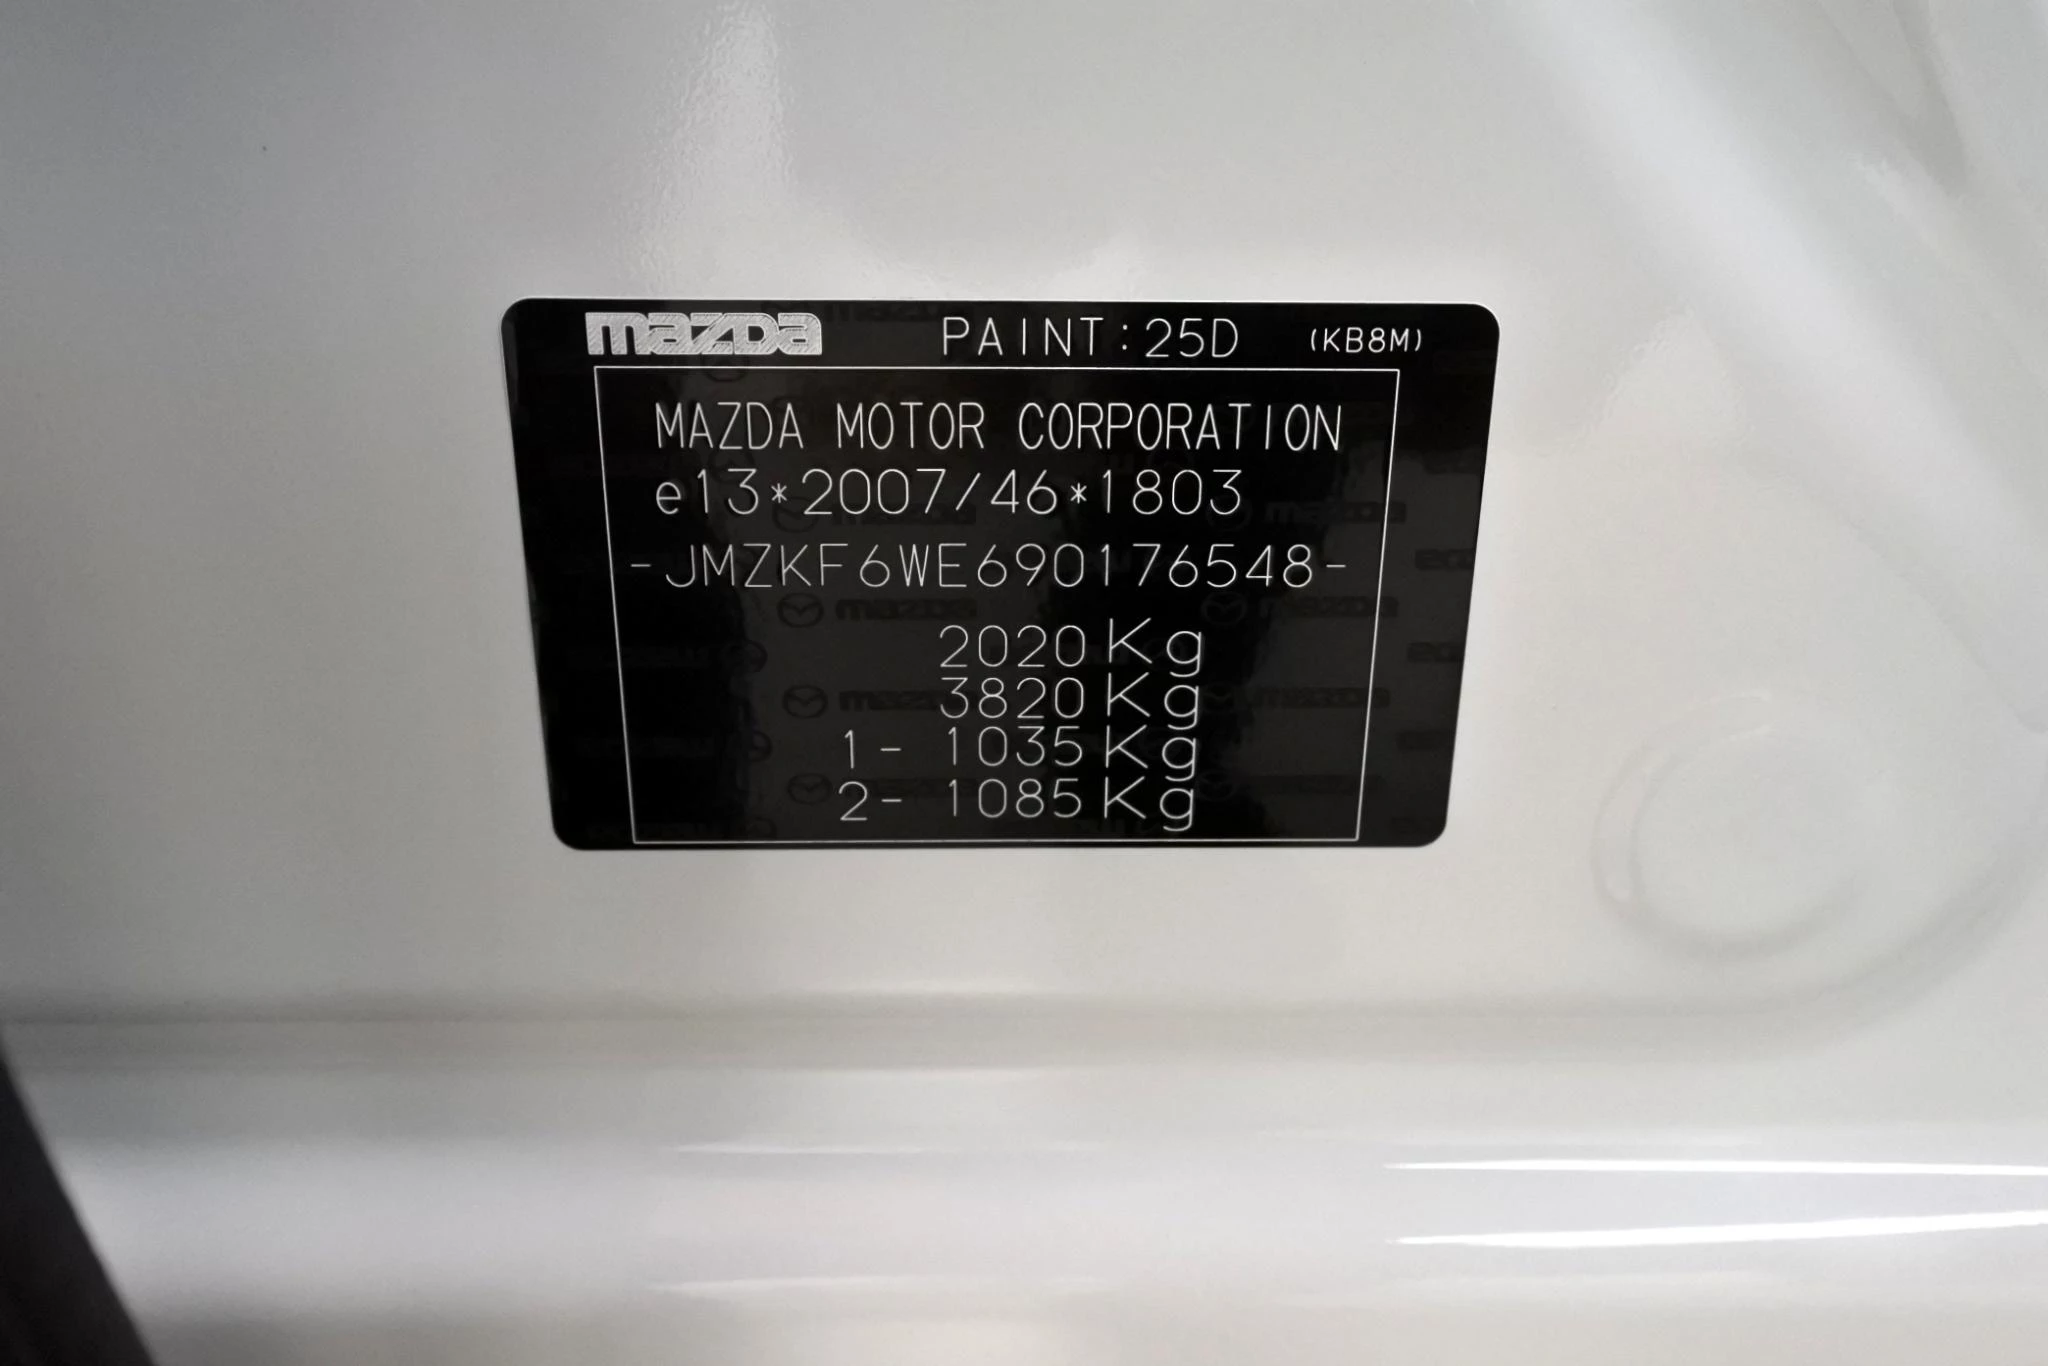 mazda PAINT:25D (KB8M)
MAZDA MOTOR CORPORATION
e13*2007/46*1803
-JMZKF6WE690176548-
2020Kg
3820Kg
1- 1035Kg
2- 1085Kg